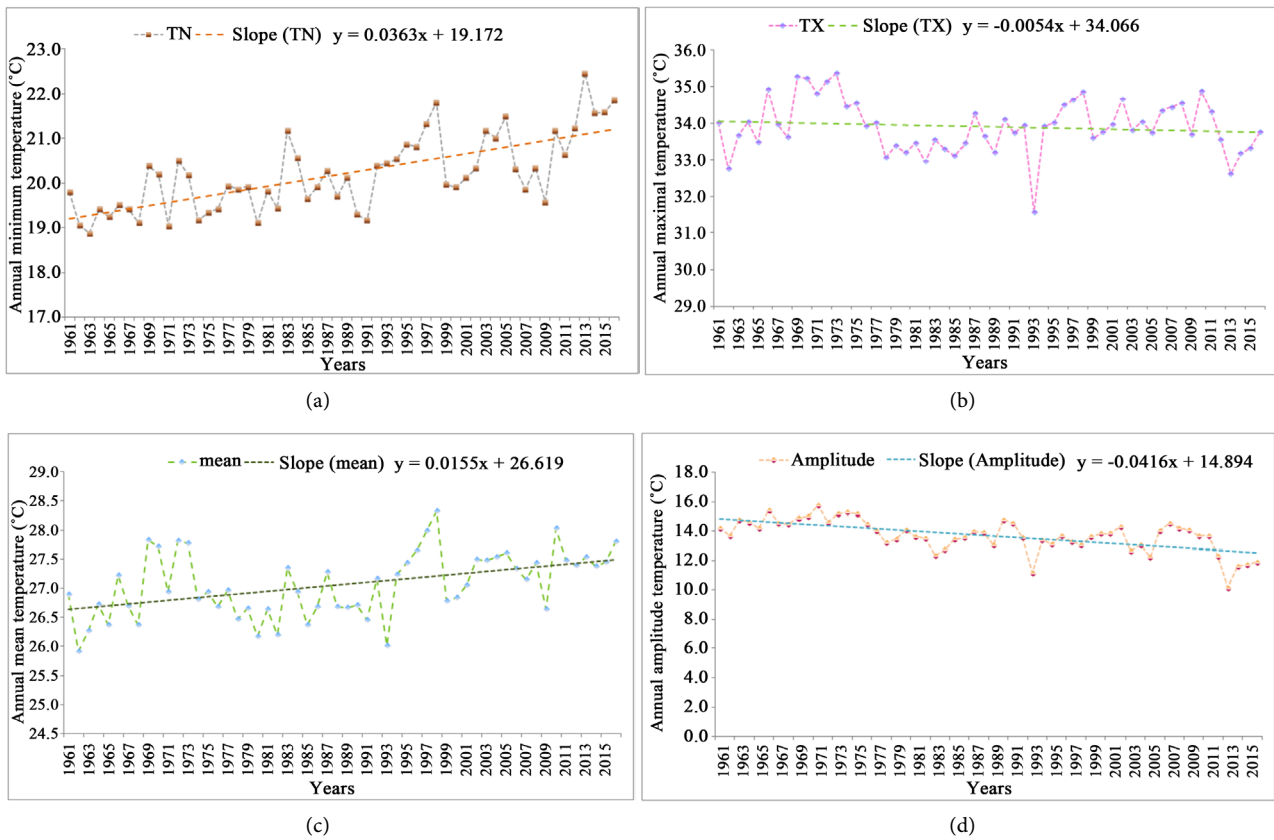 TN Slope (TN) y = 0.0363x + 19.172
Annual minimum temperature (˚C)
23.0
22.0
21.0
20.0
19.0
18.0
17.0
1961 1963 1965 1967 1969 1971 1973 1975 1977 1979 1981 1983 1985 1987 1989 1991 1993 1995 1997 1999 2001 2003 2005 2007 2009 2011 2013 2015
Years
(a)
TX Slope (TX) y = -0.0054x + 34.066
Annual maximal temperature (˚C)
36.0
35.0
34.0
33.0
32.0
31.0
30.0
29.0
1961 1963 1965 1967 1969 1971 1973 1975 1977 1979 1981 1983 1985 1987 1989 1991 1993 1995 1997 1999 2001 2003 2005 2007 2009 2011 2013 2015
Years
(b)
mean Slope (mean) y = 0.0155x + 26.619
Annual mean temperature (˚C)
29.0
28.5
28.0
27.5
27.0
26.5
26.0
25.5
25.0
24.5
1961 1963 1965 1967 1969 1971 1973 1975 1977 1979 1981 1983 1985 1987 1989 1991 1993 1995 1997 1999 2001 2003 2005 2007 2009 2011 2013 2015
Years
(c)
Amplitude Slope (Amplitude) y = -0.0416x + 14.894
Annual amplitude temperature (˚C)
18.0
16.0
14.0
12.0
10.0
8.0
6.0
4.0
2.0
0.0
1961 1963 1965 1967 1969 1971 1973 1975 1977 1979 1981 1983 1985 1987 1989 1991 1993 1995 1997 1999 2001 2003 2005 2007 2009 2011 2013 2015
Years
(d)